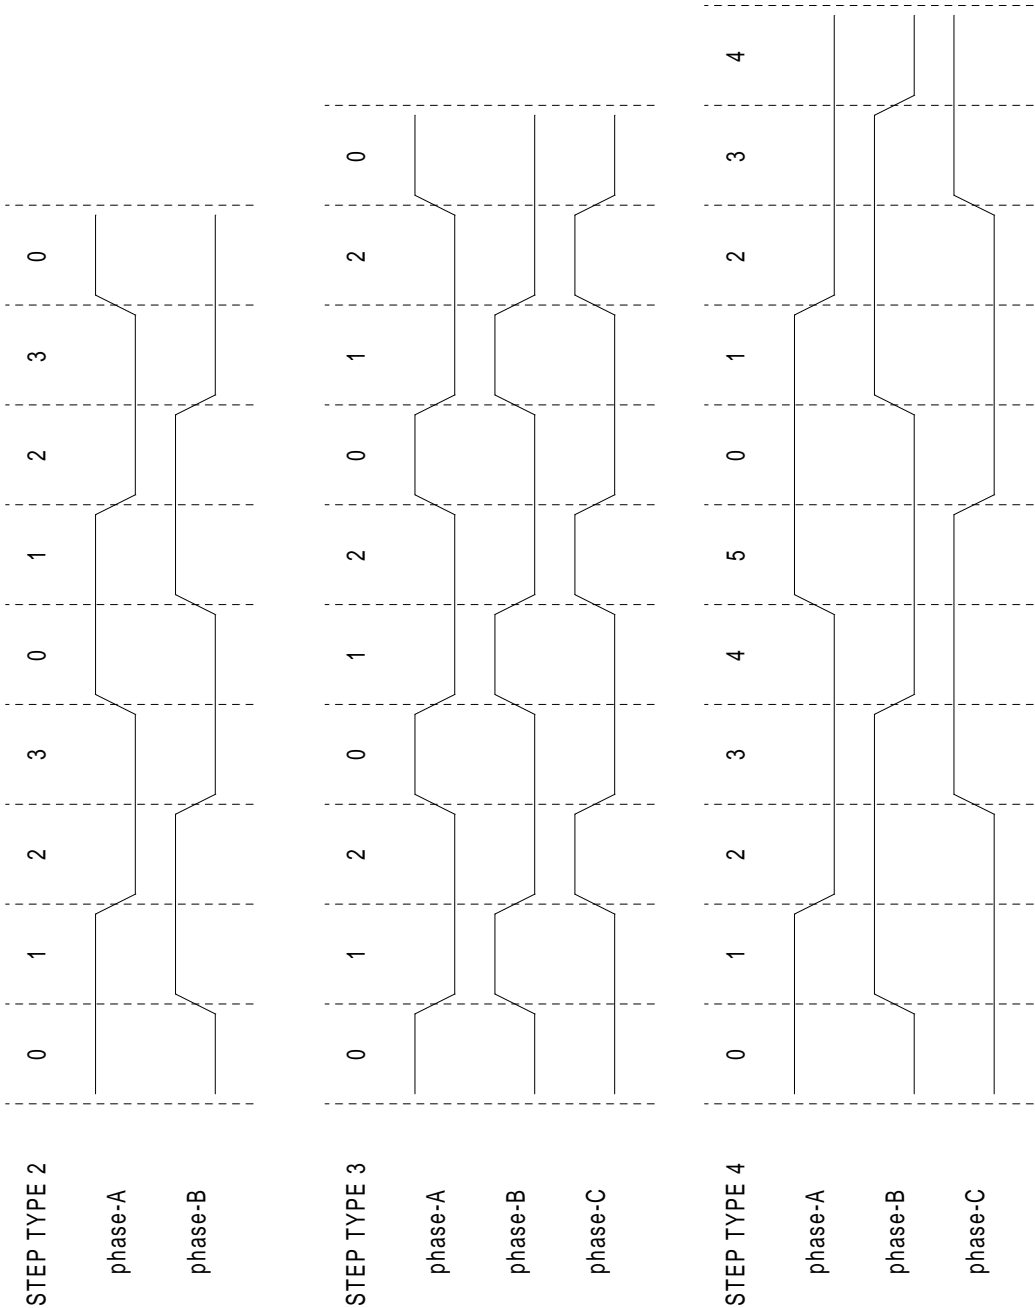 STEP TYPE 2 0 1 2 3 0 1 2 3 0
phase-A
phase-B
STEP TYPE 3 0 1 2 0 1 2 0 1 2 0
phase-A
phase-B
phase-C
STEP TYPE 4 0 1 2 3 4 5 0 1 2 3 4
phase-A
phase-B
phase-C